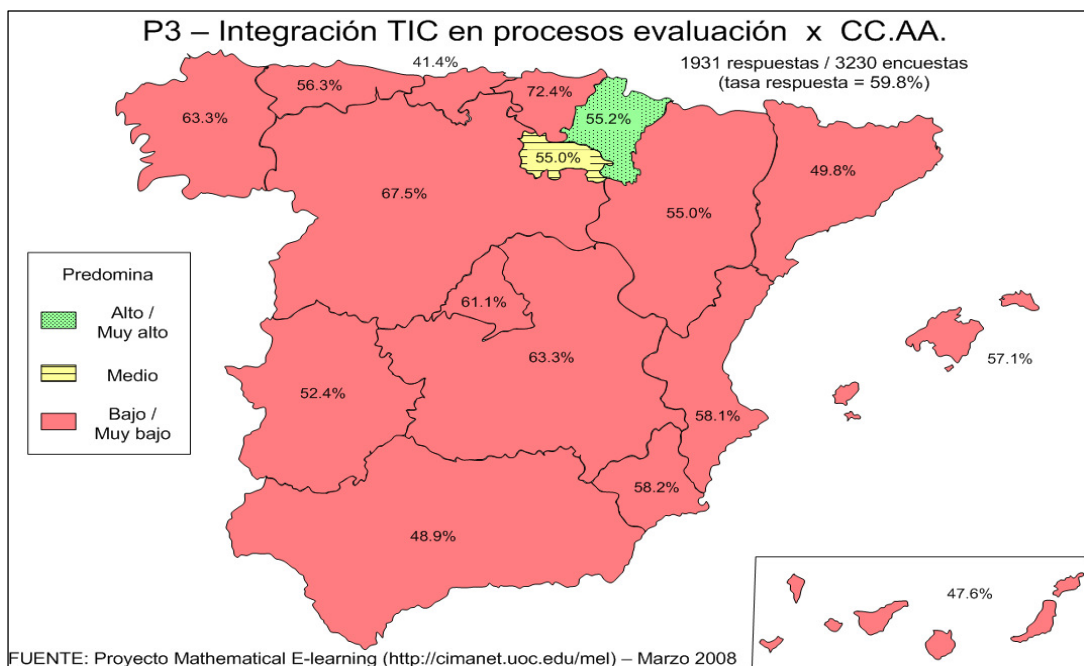 P3 – Integración TIC en procesos evaluación x CC.AA.
1931 respuestas / 3230 encuestas
(tasa respuesta = 59.8%)
41.4%
56.3%
72.4%
63.3%
55.2%
55.0%
49.8%
67.5%
55.0%
Predomina
Alto /
Muy alto
Medio
Bajo /
Muy bajo
61.1%
63.3%
57.1%
52.4%
58.1%
58.2%
48.9%
47.6%
FUENTE: Proyecto Mathematical E-learning (http://cimanet.uoc.edu/mel) – Marzo 2008